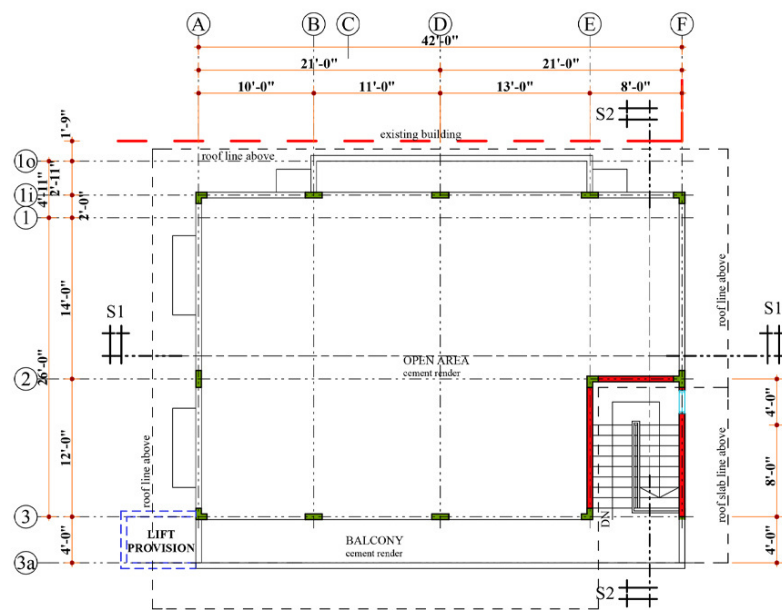 A B C D E F
42'-0"
21'-0" 21'-0"
10'-0" 11'-0" 13'-0" 8'-0"
S2
1'-9"
existing building
roof line above
1o
2'-11"
4'-11"
1i
2'-0"
1
roof line above
14'-0"
S1 S1
OPEN AREA
cement render
26'-0"
2
4'-0"
12'-0"
roof line above
roof slab line above
8'-0"
3
DN
LIFT
PROVISION
BALCONY
cement render
4'-0" 4'-0"
3a
S2